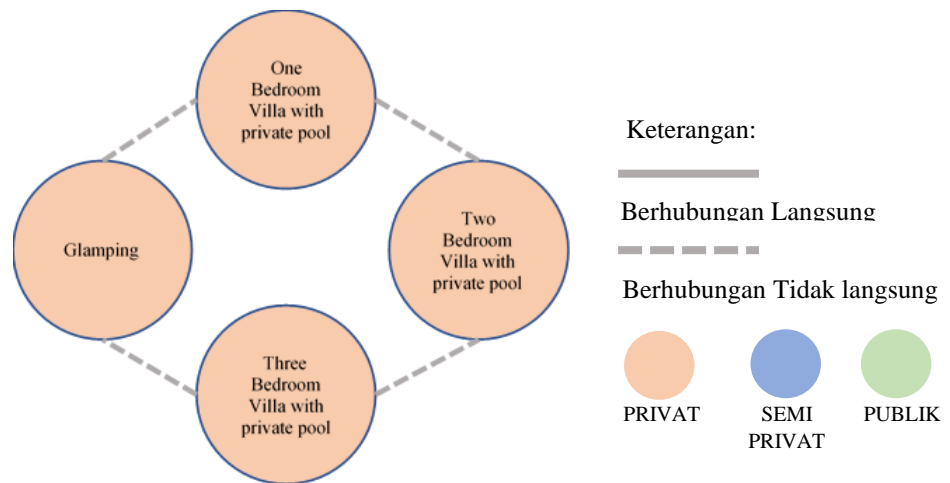 One
Bedroom
Villa with
private pool
Glamping
Two
Bedroom
Villa with
private pool
Three
Bedroom
Villa with
private pool
Keterangan:
Berhubungan Langsung
Berhubungan Tidak langsung
PRIVAT
SEMI
PRIVAT
PUBLIK